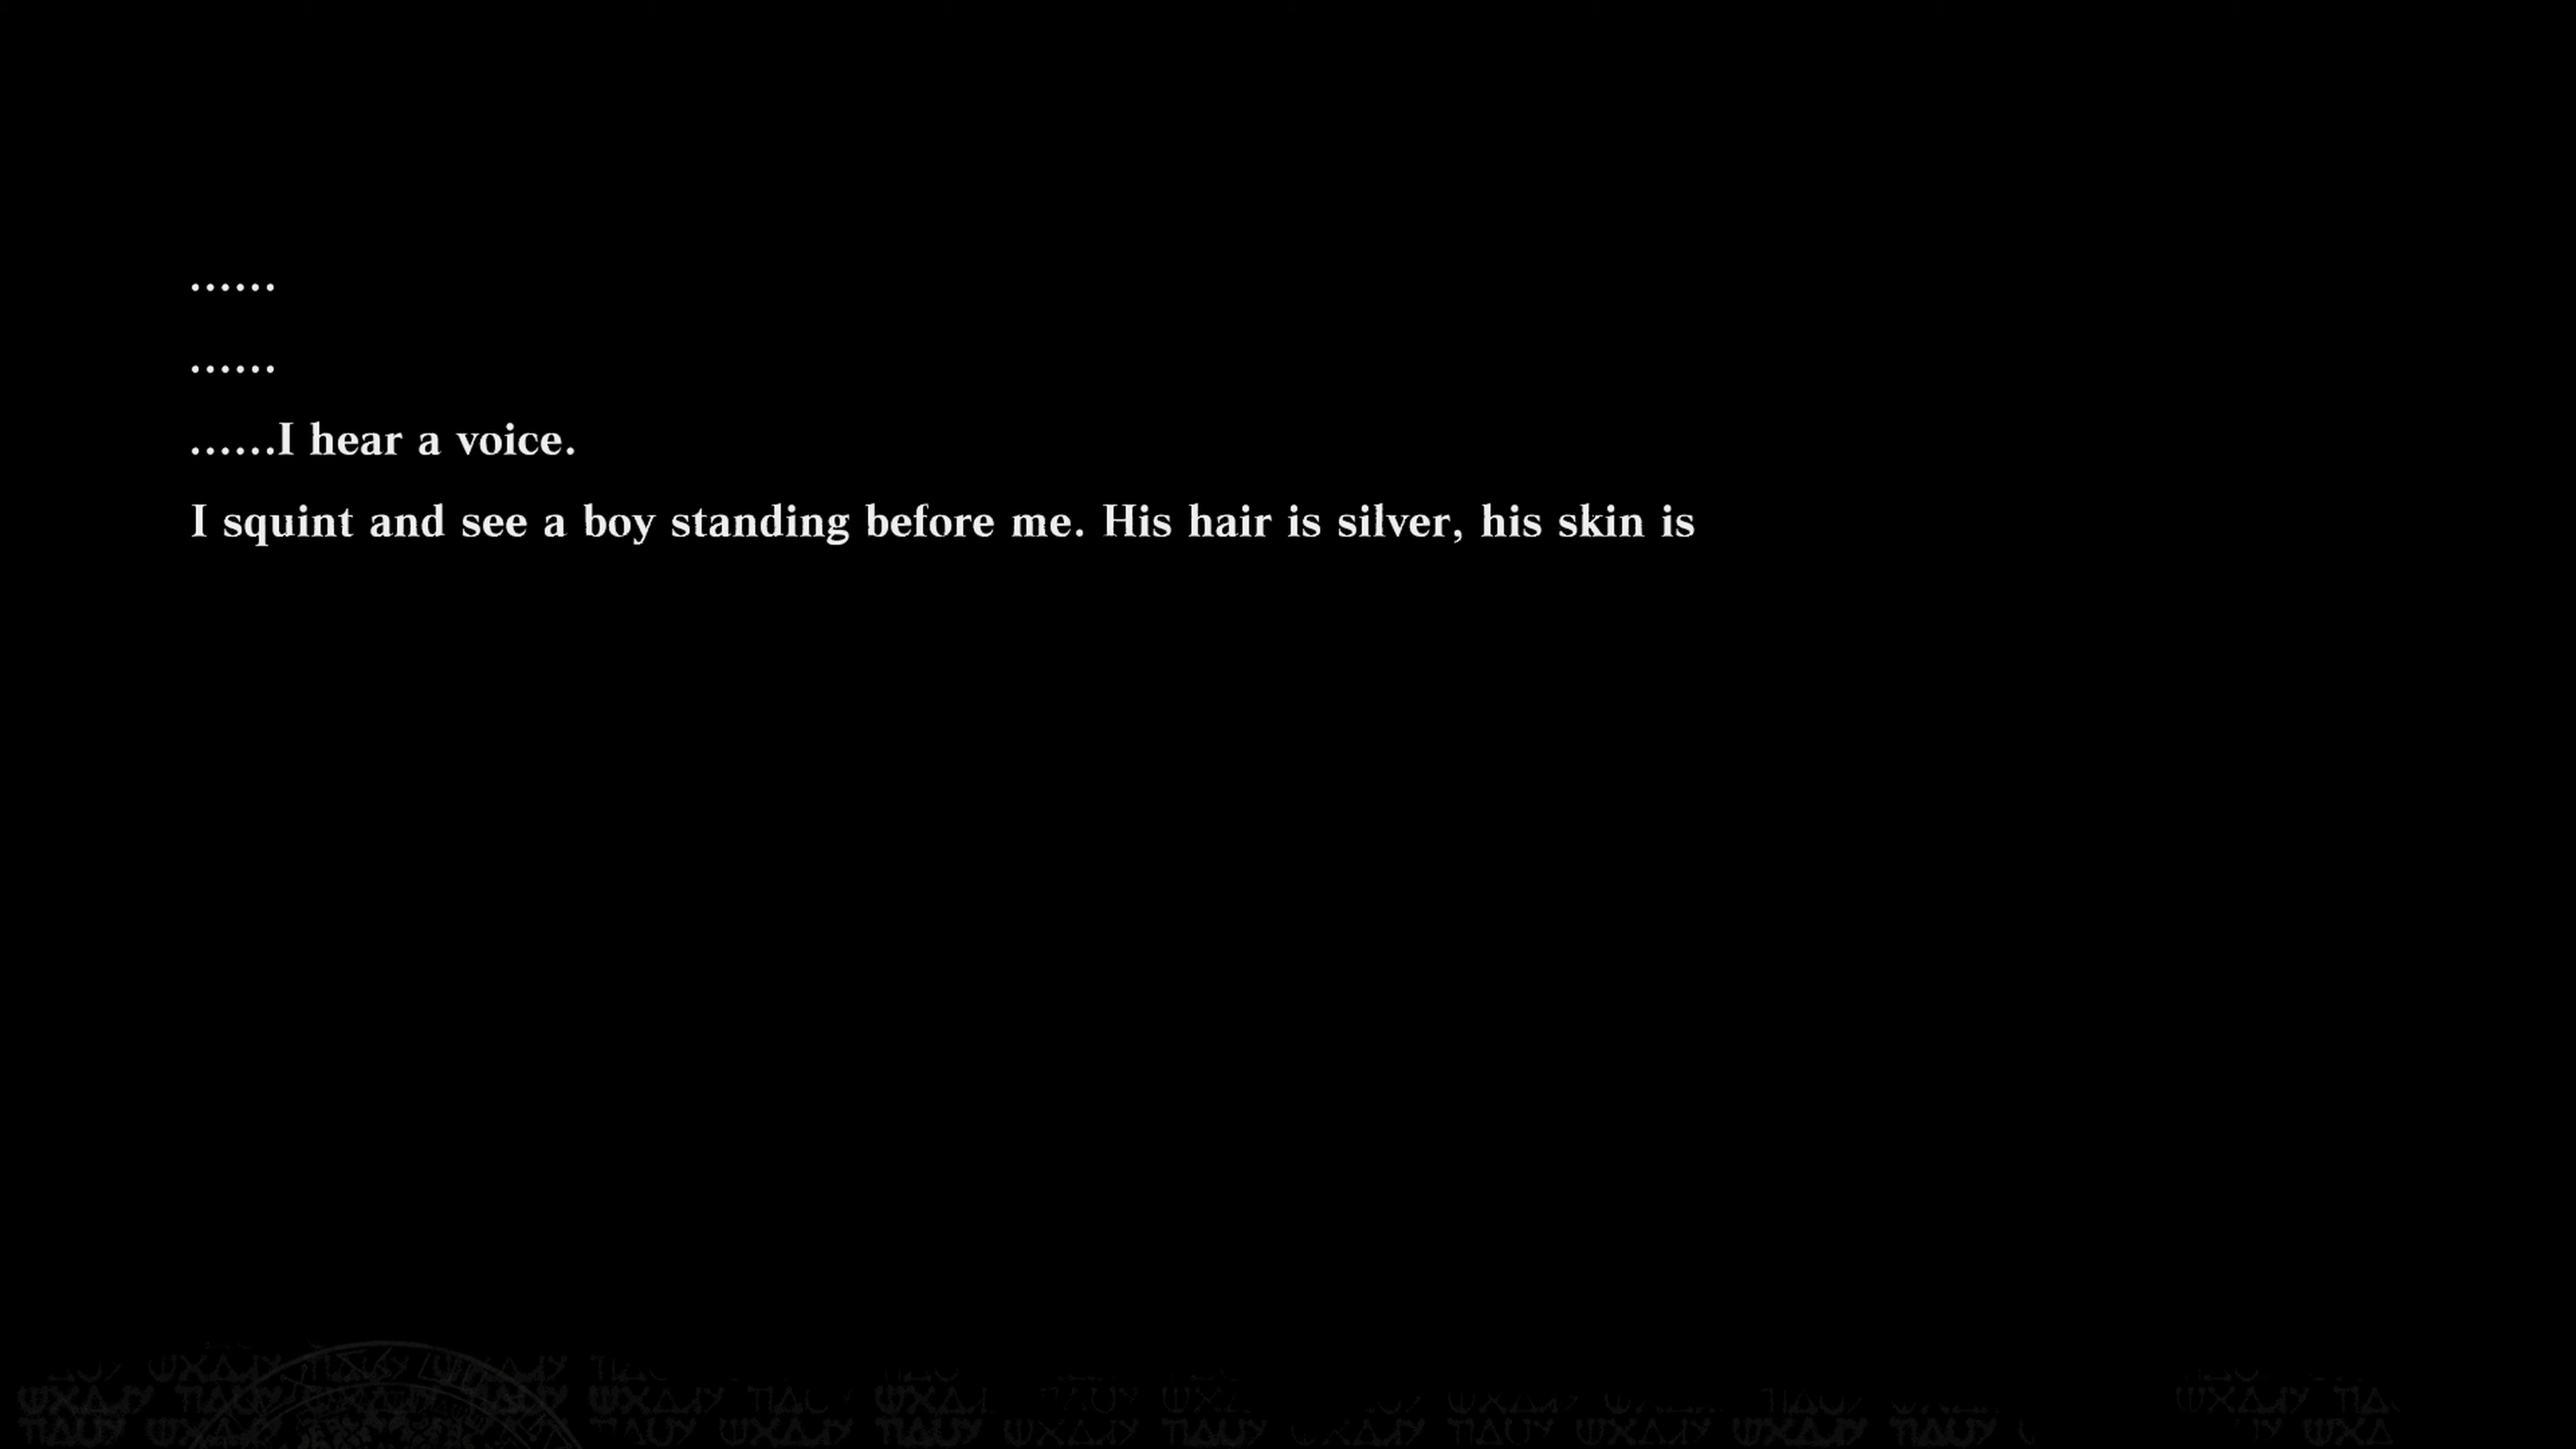 ......
......
......I hear a voice.
I squint and see a boy standing before me. His hair is silver, his skin is